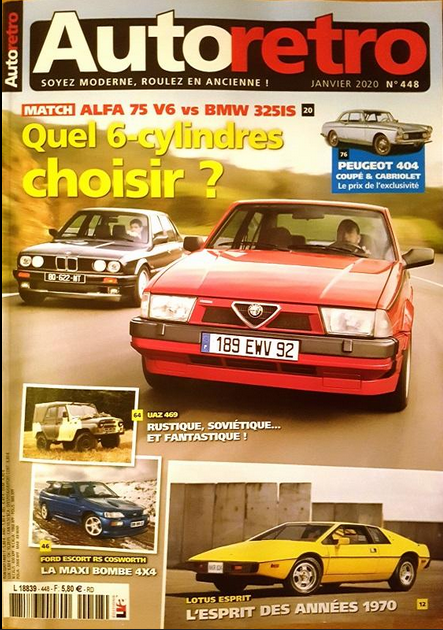 Autoretro
Autoretro
SOYEZ MODERNE, ROULEZ EN ANCIENNE !
JANVIER 2020 N° 448
MATCH ALFA 75 V6 vs BMW 325IS 20
Quel 6-cylindres
choisir ?
76
PEUGEOT 404
COUPÉ & CABRIOLET
Le prix de l'exclusivité
189 EWV 92
64
UAZ 469
RUSTIQUE, SOVIÉTIQUE...
ET FANTASTIQUE !
46
FORD ESCORT RS COSWORTH
LA MAXI BOMBE 4X4
L 18839 - 448 - F: 5,80 € - RD
LOTUS ESPRIT
12
L'ESPRIT DES ANNÉES 1970